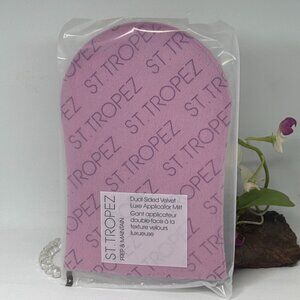 ST.TROPEZ
ST.TROPEZ
ST.TROPEZ
ST.TROPEZ
ST.TROPEZ
ST.TROPEZ
PREP & MAINTAIN
Dual Sided Velvet
Luxe Applicator Mitt
Gant applicateur
double-face à la
texture velours
luxueuse